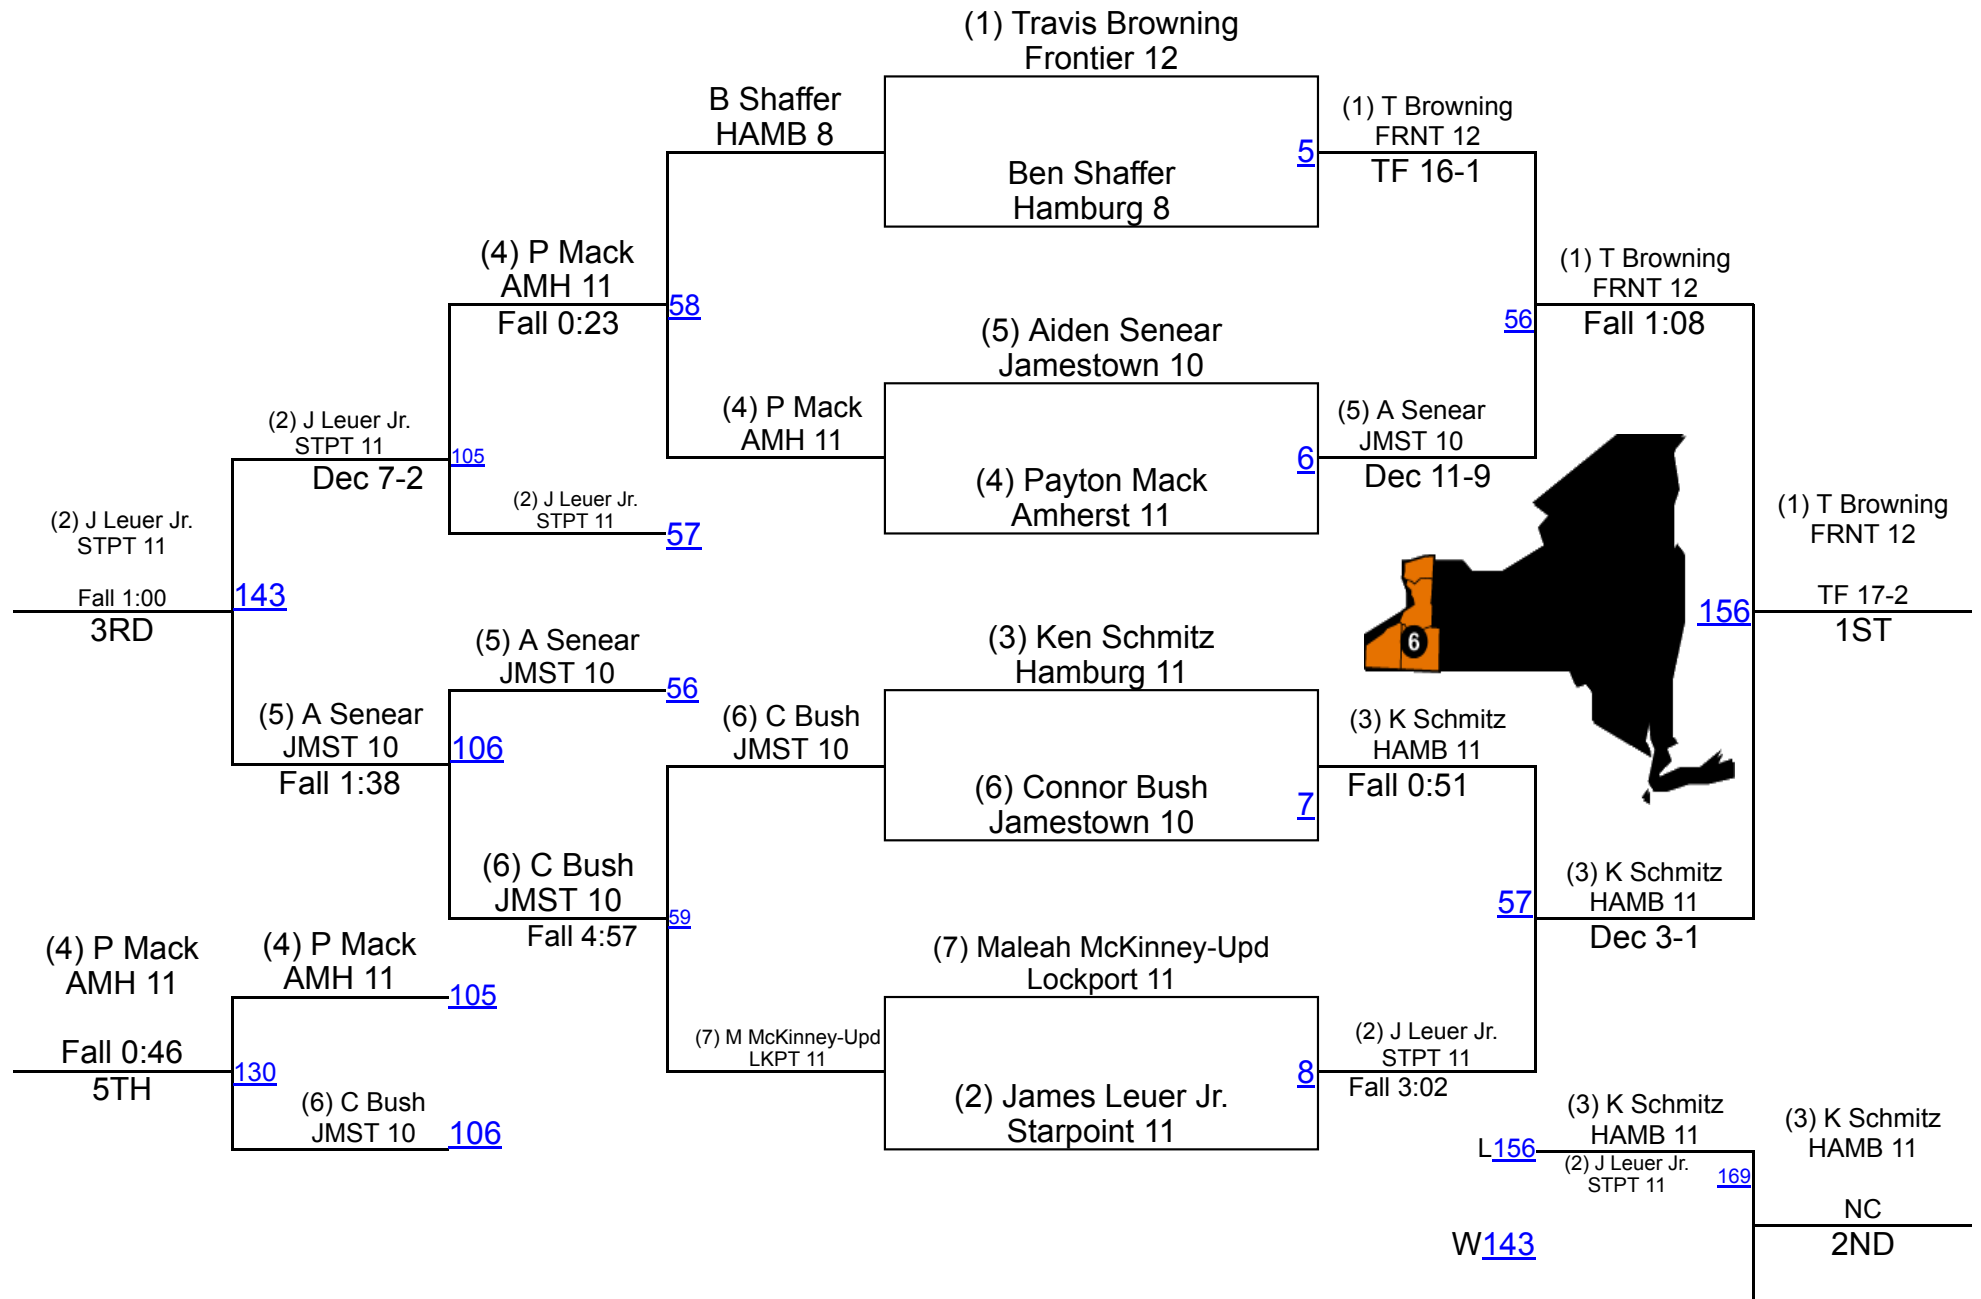 (1) Travis Browning
Frontier 12
B Shaffer
HAMB 8
(1) T Browning
FRNT 12
5
TF 16-1
Ben Shaffer
Hamburg 8
(4) P Mack
AMH 11
58
Fall 0:23
(1) T Browning
FRNT 12
56
Fall 1:08
(5) Aiden Senear
Jamestown 10
(4) P Mack
AMH 11
(5) A Senear
JMST 10
6
Dec 11-9
(4) Payton Mack
Amherst 11
(2) J Leuer Jr.
STPT 11
105
Dec 7-2
(2) J Leuer Jr.
STPT 11
57
(2) J Leuer Jr.
STPT 11
143
Fall 1:00
3RD
(1) T Browning
FRNT 12
156
TF 17-2
1ST
6
(5) A Senear
JMST 10
56
(3) Ken Schmitz
Hamburg 11
(5) A Senear
JMST 10
106
Fall 1:38
(6) C Bush
JMST 10
(3) K Schmitz
HAMB 11
Fall 0:51
(6) Connor Bush
Jamestown 10
7
(6) C Bush
JMST 10
59
Fall 4:57
57
(3) K Schmitz
HAMB 11
Dec 3-1
(4) P Mack
AMH 11
(4) P Mack
AMH 11
105
(7) Maleah McKinney-Upd
Lockport 11
Fall 0:46
130
5TH
(7) M McKinney-Upd
LKPT 11
(2) J Leuer Jr.
STPT 11
8
Fall 3:02
(2) James Leuer Jr.
Starpoint 11
(6) C Bush
JMST 10
106
(3) K Schmitz
HAMB 11
L156
(2) J Leuer Jr.
STPT 11
169
(3) K Schmitz
HAMB 11
NC
2ND
W143